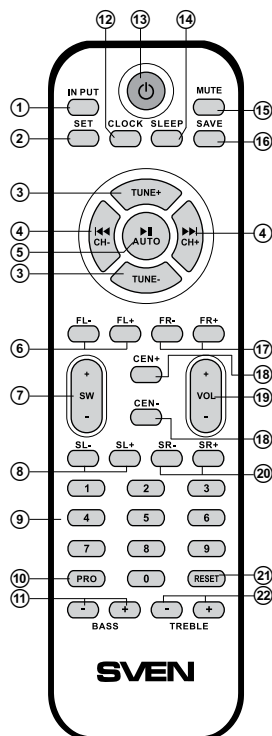 12 13 14
IN PUT MUTE
1 15
SET CLOCK SLEEP SAVE
2 16
3 TUNE+
4 CH- AUTO CH+ 4
5
3 TUNE-
FL- FL+ FR- FR+
6 17
CEN+ 18
+ +
7 SW VOL 19
- -
CEN- 18
SL- SL+ SR- SR+
8 20
1 2 3
9 4 5 6
7 8 9
10 PRO 0 RESET 21
11 22
- + - +
BASS TREBLE
SVEN